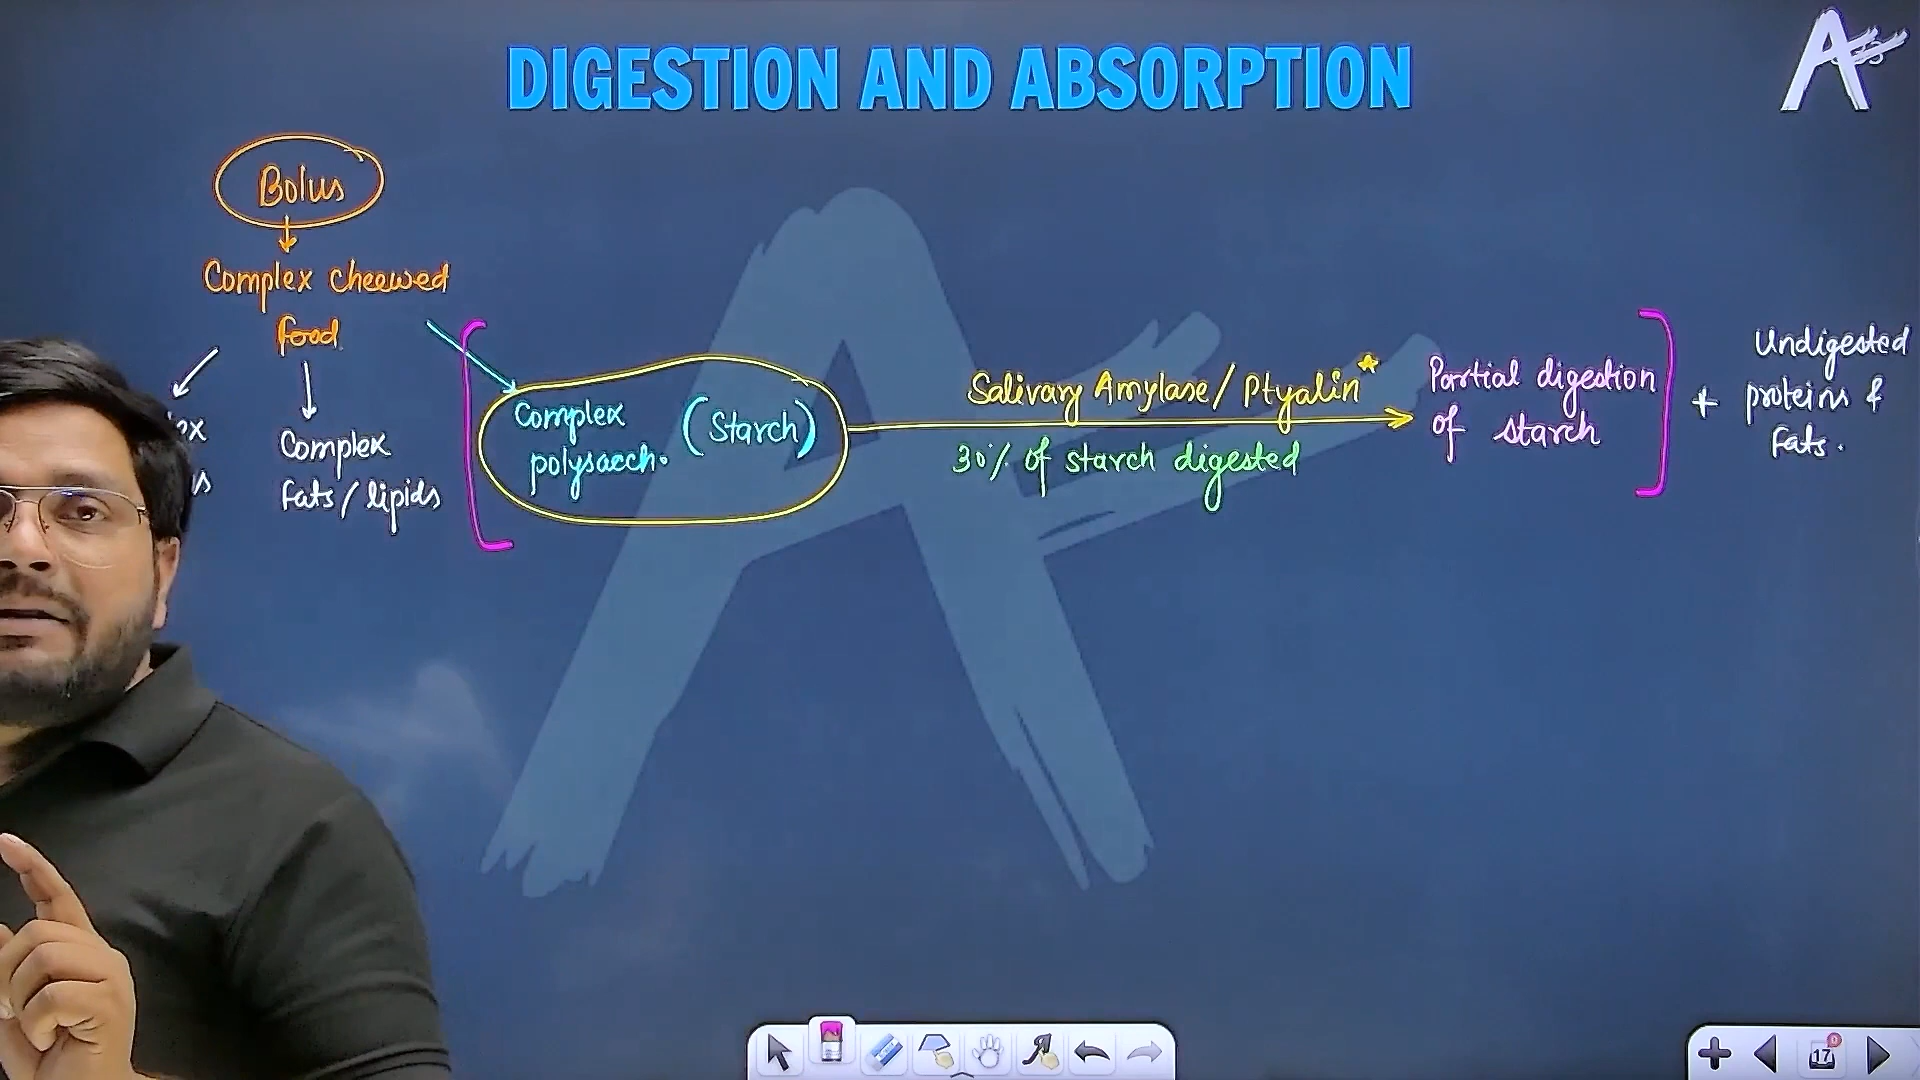 DIGESTION AND ABSORPTION
Bolus
Complex cheewed
food.
Complex
fats/lipids
Complex
polysacch.
(Starch)
Salivary Amylase/Ptyalin*
30% of starch digested
Partial digestion
of starch
+
Undigested
proteins &
fats.
17